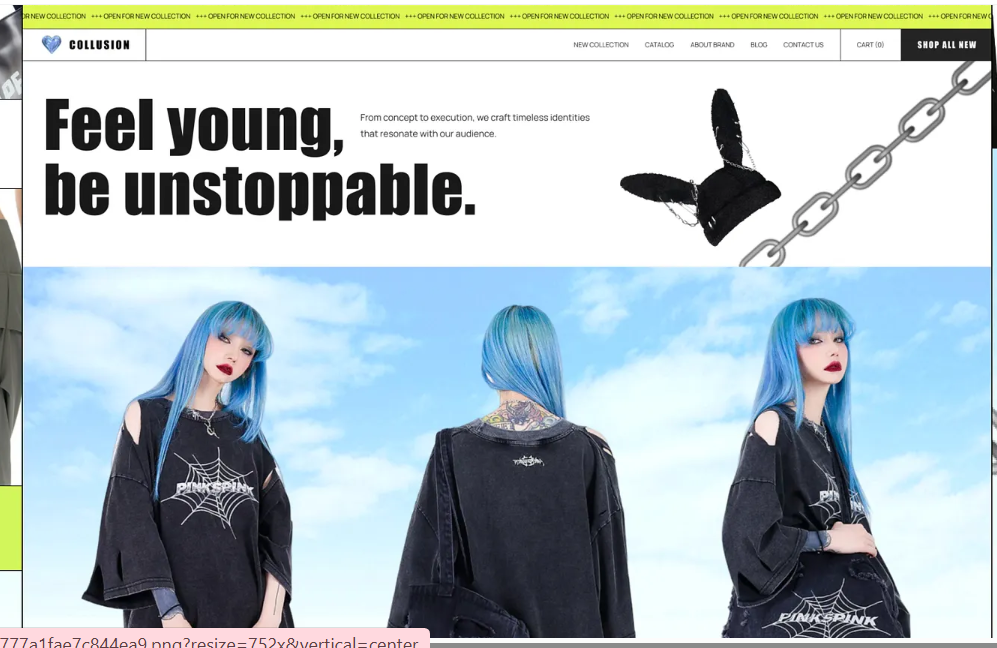 OR NEW COLLECTION +++ OPEN FOR NEW COLLECTION +++ OPEN FOR NEW COLLECTION +++ OPEN FOR NEW COLLECTION +++ OPEN FOR NEW COLLECTION +++ OPEN FOR NEW COLLECTION +++ OPEN FOR NEW COLLECTION +++ OPEN FOR NEW COLLECTION +++ OPEN FOR NEW COLLECTION +++ OPEN FOR NEW C
COLLUSION NEW COLLECTION CATALOG ABOUT BRAND BLOG CONTACT US CART (0) SHOP ALL NEW
Feel young,
be unstoppable.
From concept to execution, we craft timeless identities
that resonate with our audience.
PINKSPINK
PINKSPINK
777a1fae7c844ea9.png?resize=752x&vertical=center